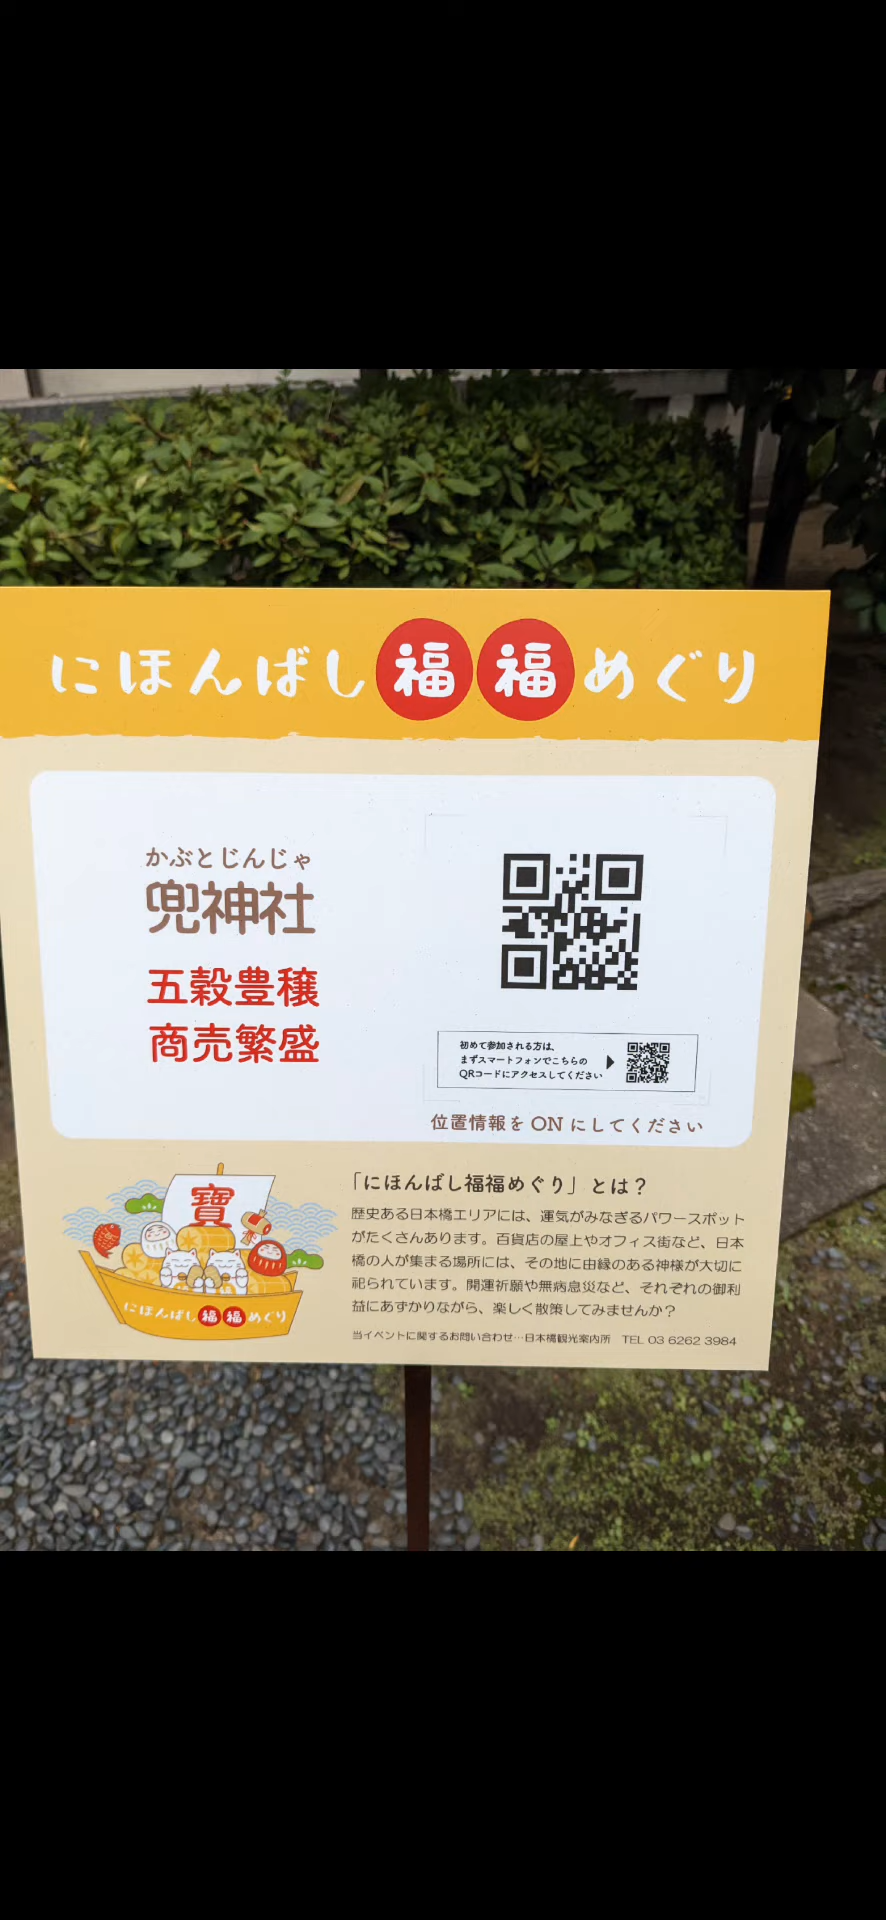 にほんばし福福めぐり
かぶとじんじゃ
兜神社
五穀豊穣
商売繁盛
初めて参加される方は、
まずスマートフォンでこちらの
QRコードにアクセスしてください
位置情報を ON にしてください
寶
にほんばし福福めぐり
「にほんばし福福めぐり」とは？
歴史ある日本橋エリアには、運気がみなぎるパワースポット
がたくさんあります。百貨店の屋上やオフィス街など、日本
橋の人が集まる場所には、その地に由縁のある神様が大切に
祀られています。開運祈願や無病息災など、それぞれの御利
益にあずかりながら、楽しく散策してみませんか？
当イベントに関するお問い合わせ…日本橋観光案内所　TEL 03 6262 3984